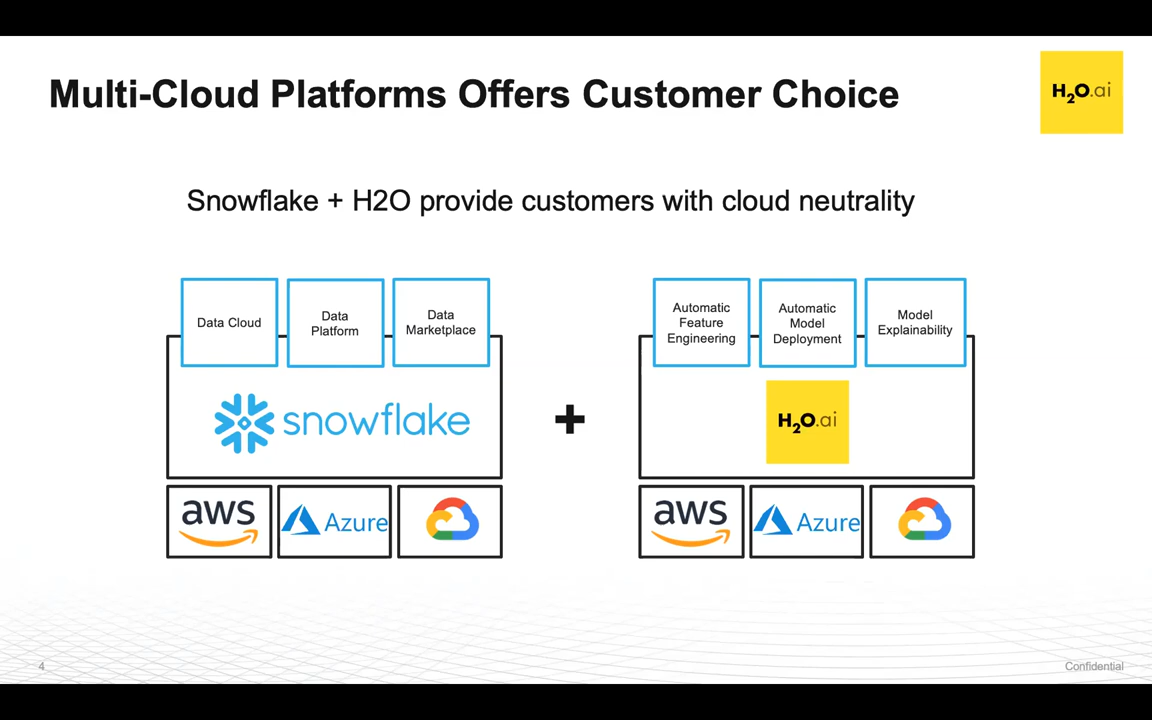 Multi-Cloud Platforms Offers Customer Choice
H2O.ai
Snowflake + H2O provide customers with cloud neutrality
Data Cloud
Data
Platform
Data
Marketplace
snowflake
aws
Azure
+
Automatic
Feature
Engineering
Automatic
Model
Deployment
Model
Explainability
H2O.ai
aws
Azure
4
Confidential